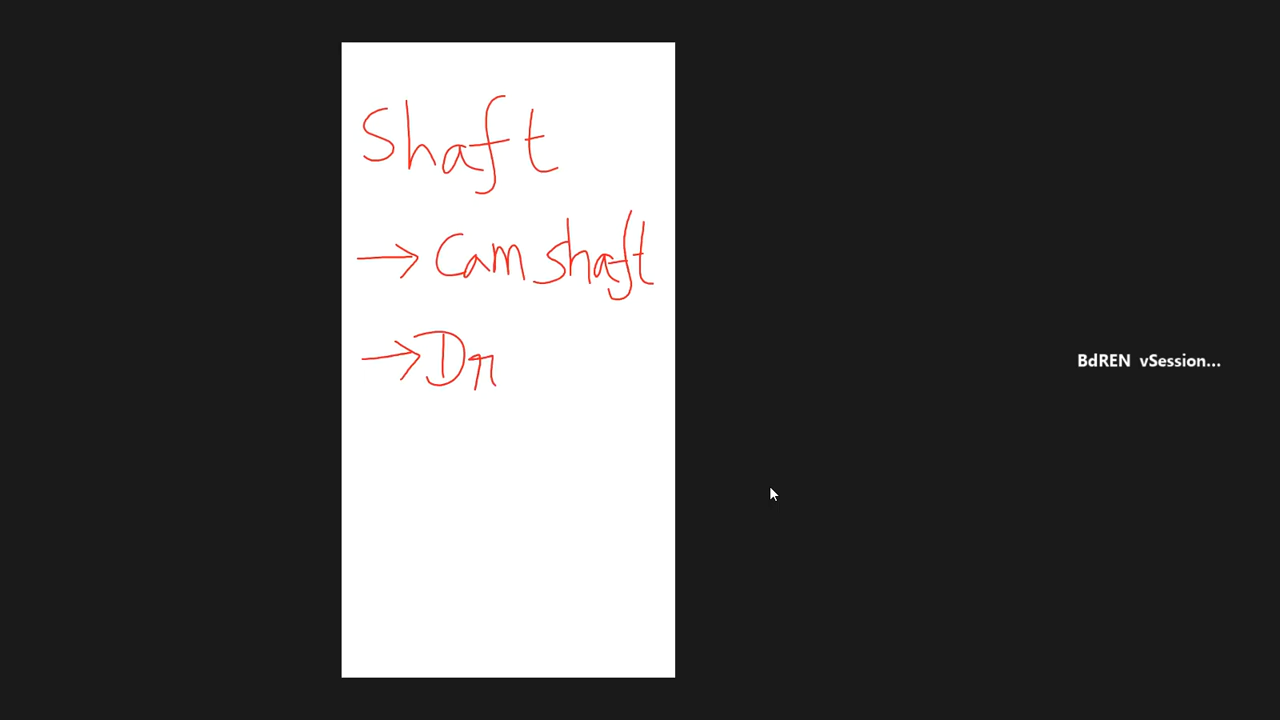 Shaft
→ Cam shaft
→ Dr
BdREN vSession...